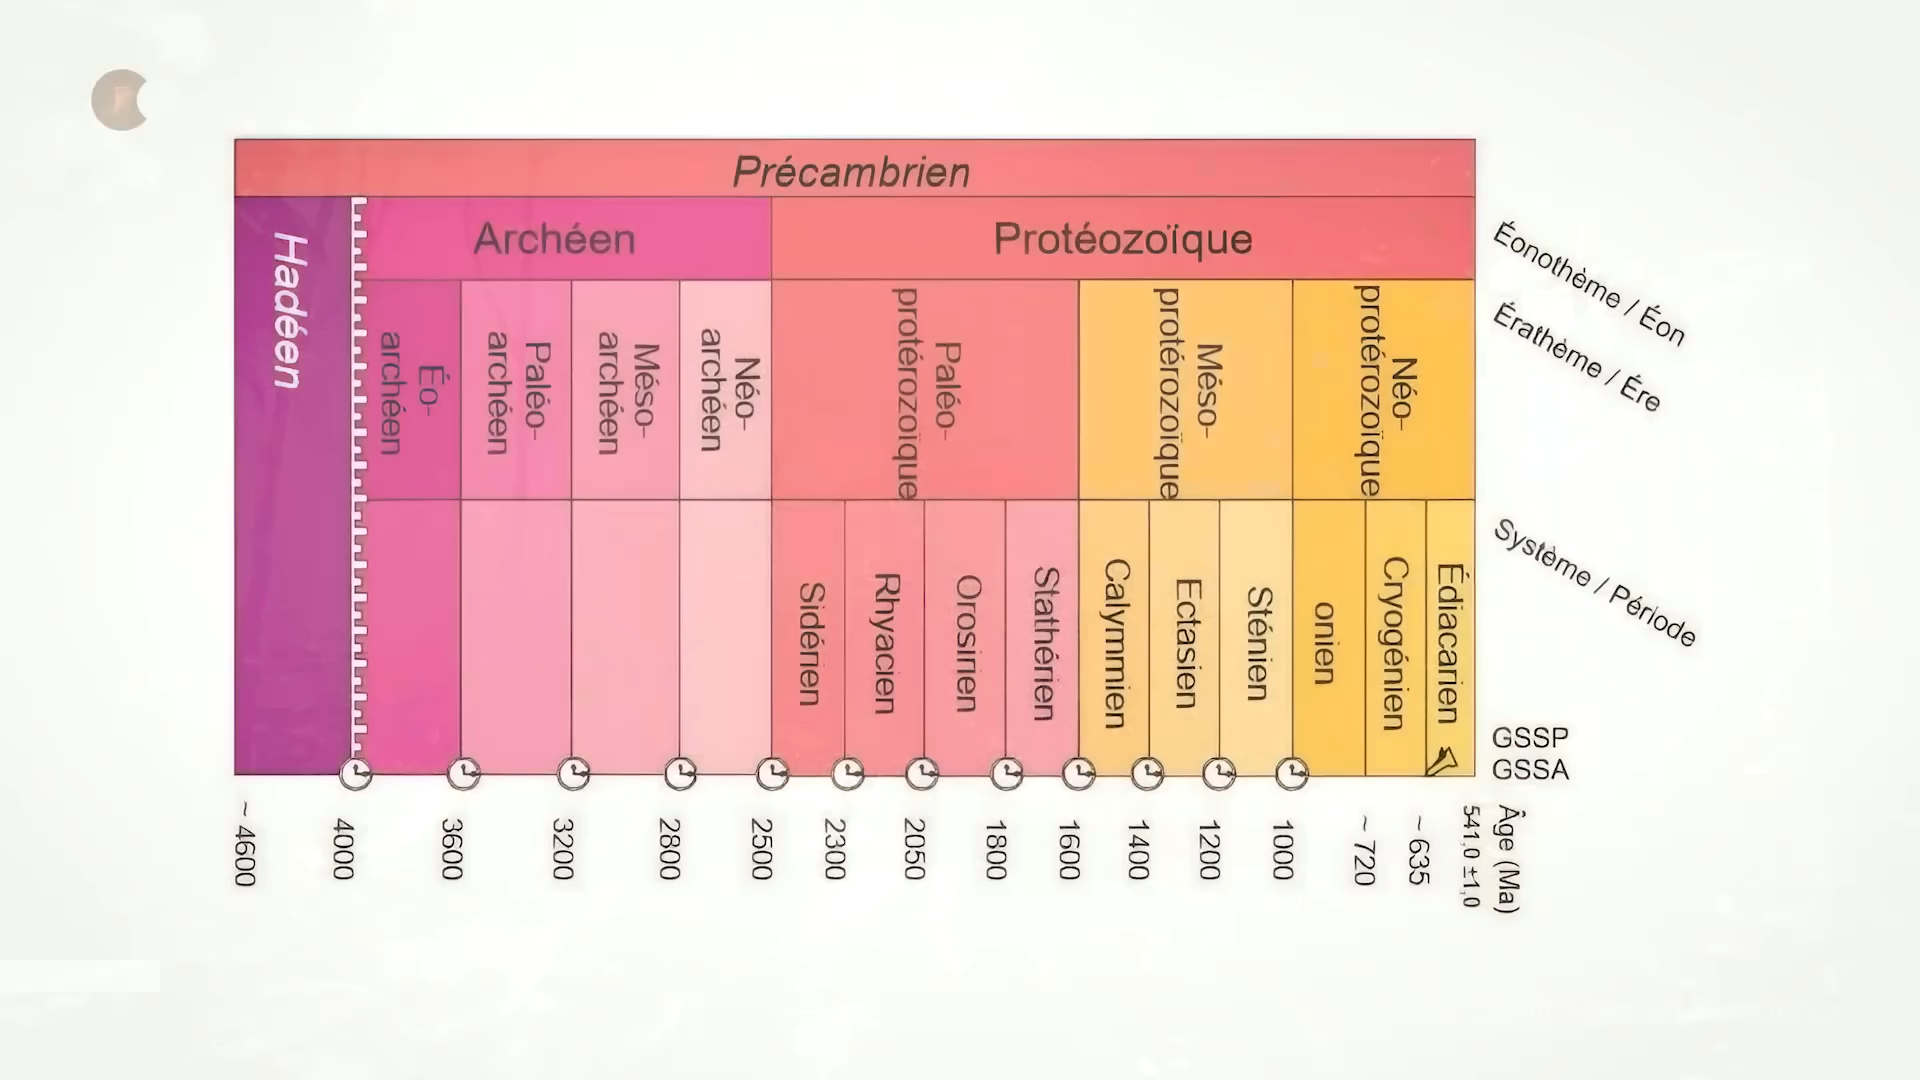 Précambrien
Hadéen
Archéen
Protéozoïque
Éonothème / Éon
Éo-
archéen
Paléo-
archéen
Méso-
archéen
Néo-
archéen
Paléo-
protérozoïque
Méso-
protérozoïque
Néo-
protérozoïque
Érathème / Ère
Sidérien
Rhyacien
Orosirien
Stathérien
Calymmien
Ectasien
Sténien
onien
Cryogénien
Édiacarien
Système / Période
GSSP
GSSA
~ 4600
4000
3600
3200
2800
2500
2300
2050
1800
1600
1400
1200
1000
~ 720
~ 635
541,0 ±1,0
Âge (Ma)